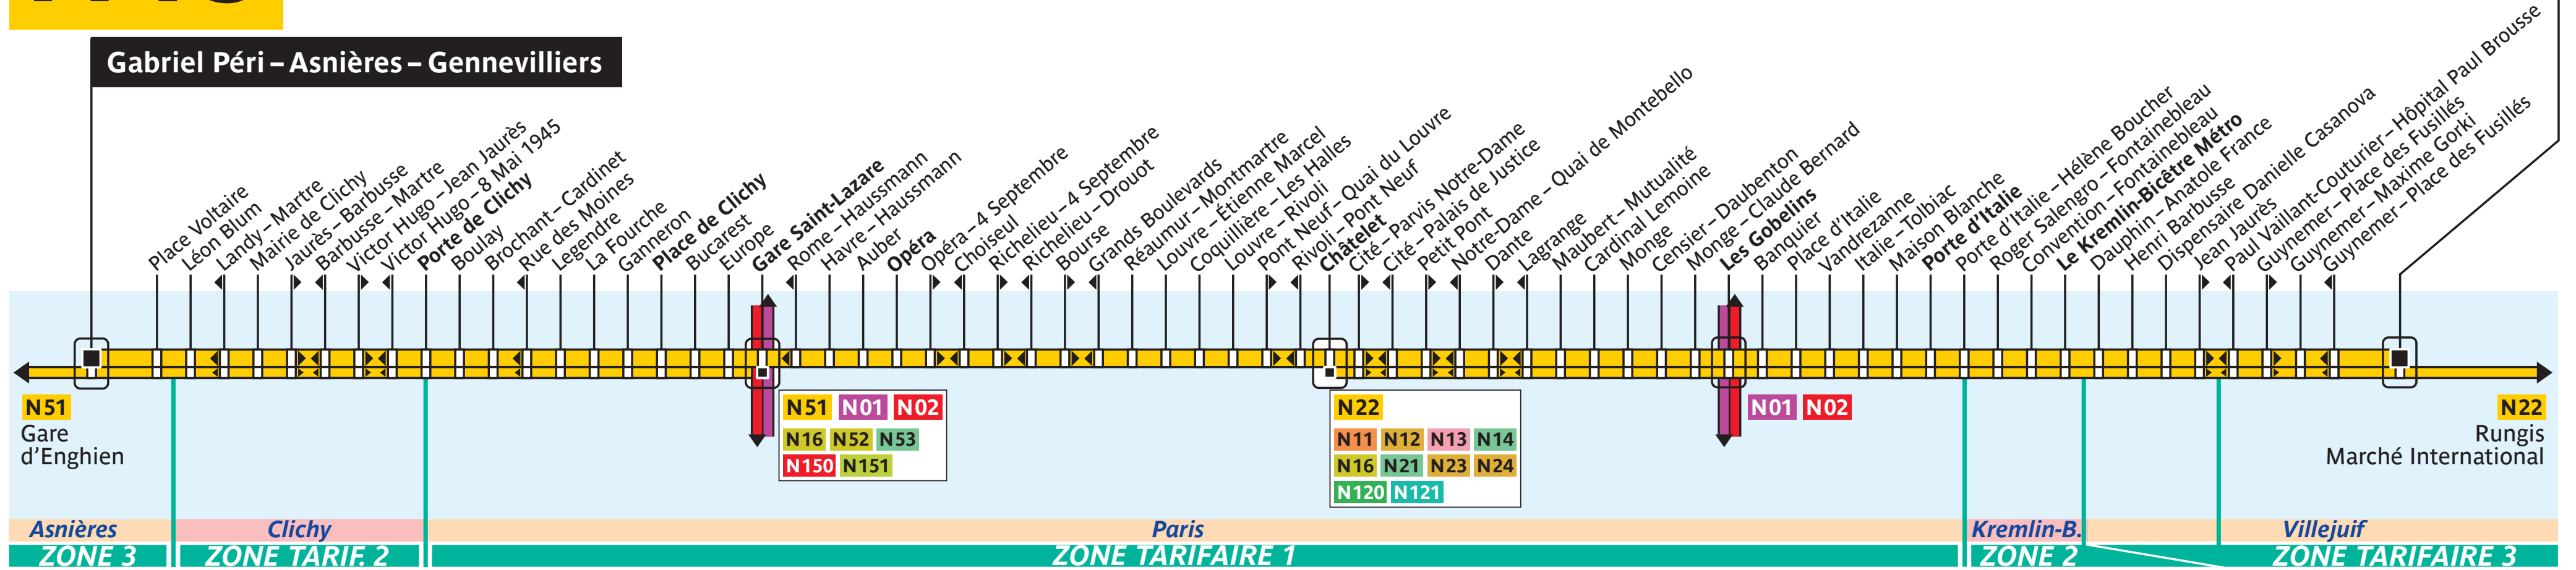 Gabriel Péri – Asnières – Gennevilliers
Place Voltaire
Léon Blum
Landy – Martre
Mairie de Clichy
Jaurès – Barbusse
Barbusse – Martre
Victor Hugo – Jean Jaurès
Victor Hugo – 8 Mai 1945
Porte de Clichy
Boulay
Brochant – Cardinet
Rue des Moines
Legendre
La Fourche
Ganneron
Place de Clichy
Bucarest
Europe
Gare Saint-Lazare
Rome – Haussmann
Havre – Haussmann
Auber
Opéra
Opéra – 4 Septembre
Choiseul
Richelieu – 4 Septembre
Richelieu – Drouot
Bourse
Grands Boulevards
Réaumur – Montmartre
Louvre – Étienne Marcel
Coquillière – Les Halles
Louvre – Rivoli
Pont Neuf – Quai du Louvre
Rivoli – Pont Neuf
Châtelet
Cité – Parvis Notre-Dame
Cité – Palais de Justice
Petit Pont
Notre-Dame – Quai de Montebello
Dante
Lagrange
Maubert – Mutualité
Cardinal Lemoine
Monge
Censier – Daubenton
Monge – Claude Bernard
Les Gobelins
Banquier
Place d’Italie
Vandrezanne
Italie – Tolbiac
Maison Blanche
Porte d’Italie
Porte d’Italie – Hélène Boucher
Roger Salengro – Fontainebleau
Convention – Fontainebleau
Le Kremlin-Bicêtre Métro
Dauphin – Anatole France
Henri Barbusse
Dispensaire Danielle Casanova
Jean Jaurès
Paul Vaillant-Couturier – Hôpital Paul Brousse
Guynemer – Place des Fusillés
Guynemer – Maxime Gorki
Guynemer – Place des Fusillés
N51
Gare
d’Enghien
N51 N01 N02
N16 N52 N53
N150 N151
N22
N11 N12 N13 N14
N16 N21 N23 N24
N120 N121
N01 N02
N22
Rungis
Marché International
Asnières Clichy Paris Kremlin-B. Villejuif
ZONE 3 ZONE TARIF. 2 ZONE TARIFAIRE 1 ZONE 2 ZONE TARIFAIRE 3